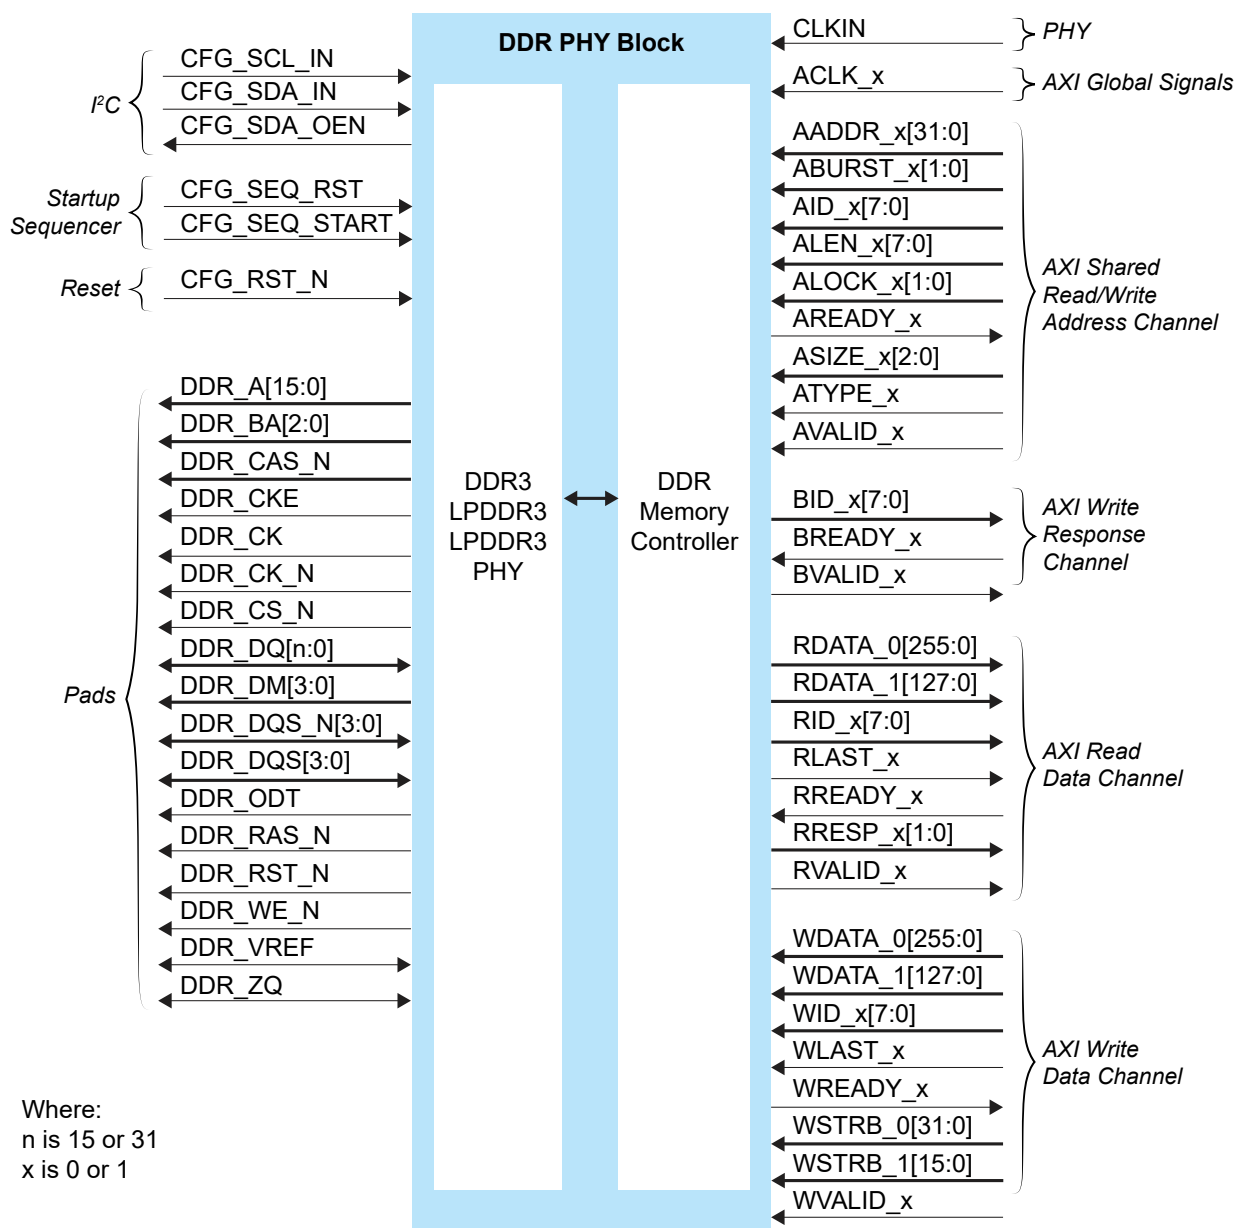 DDR PHY Block
I²C
CFG_SCL_IN
CFG_SDA_IN
CFG_SDA_OEN
Startup
Sequencer
CFG_SEQ_RST
CFG_SEQ_START
Reset
CFG_RST_N
Pads
DDR_A[15:0]
DDR_BA[2:0]
DDR_CAS_N
DDR_CKE
DDR_CK
DDR_CK_N
DDR_CS_N
DDR_DQ[n:0]
DDR_DM[3:0]
DDR_DQS_N[3:0]
DDR_DQS[3:0]
DDR_ODT
DDR_RAS_N
DDR_RST_N
DDR_WE_N
DDR_VREF
DDR_ZQ
Where:
n is 15 or 31
x is 0 or 1
DDR3
LPDDR3
LPDDR3
PHY
DDR
Memory
Controller
CLKIN
PHY
ACLK_x
AXI Global Signals
AADDR_x[31:0]
ABURST_x[1:0]
AID_x[7:0]
ALEN_x[7:0]
ALOCK_x[1:0]
AREADY_x
ASIZE_x[2:0]
ATYPE_x
AVALID_x
AXI Shared
Read/Write
Address Channel
BID_x[7:0]
BREADY_x
BVALID_x
AXI Write
Response
Channel
RDATA_0[255:0]
RDATA_1[127:0]
RID_x[7:0]
RLAST_x
RREADY_x
RRESP_x[1:0]
RVALID_x
AXI Read
Data Channel
WDATA_0[255:0]
WDATA_1[127:0]
WID_x[7:0]
WLAST_x
WREADY_x
WSTRB_0[31:0]
WSTRB_1[15:0]
WVALID_x
AXI Write
Data Channel